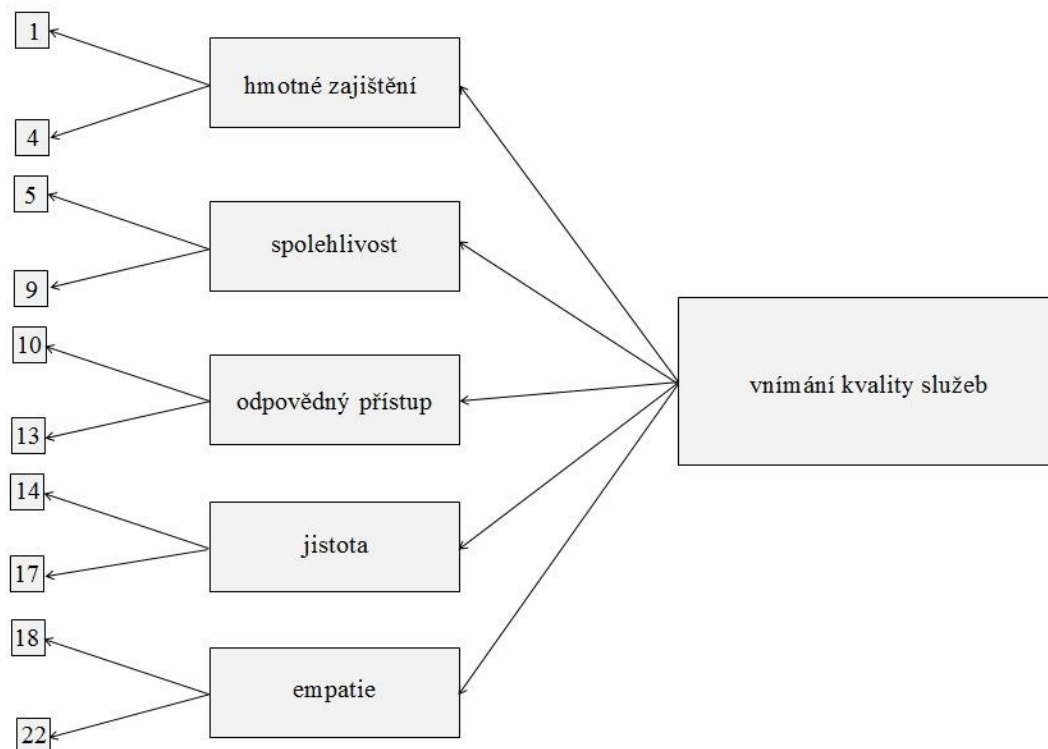 1
hmotné zajištění
4
5
spolehlivost
9
10
odpovědný přístup
13
vnímání kvality služeb
14
jistota
17
18
empatie
22